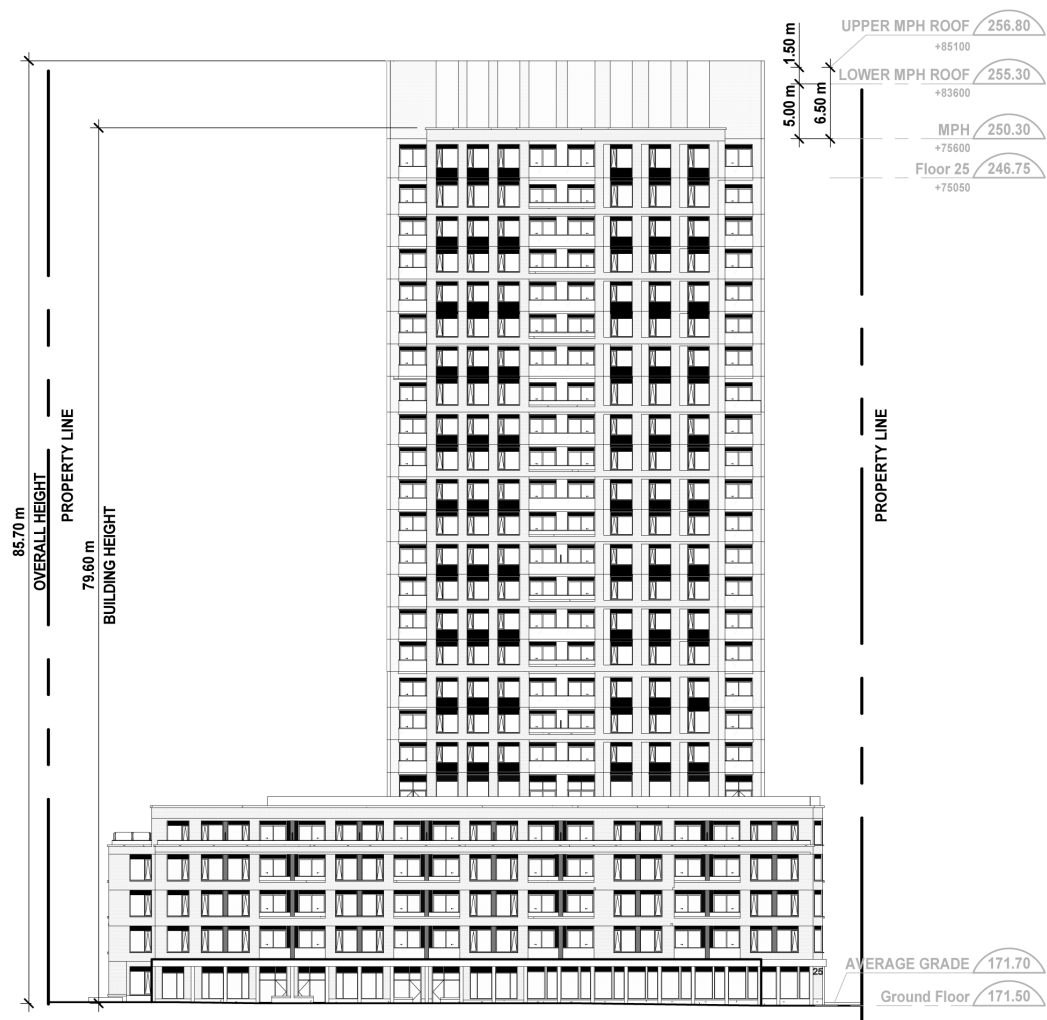 UPPER MPH ROOF 256.80
+85100
LOWER MPH ROOF 255.30
+83600
MPH 250.30
+75600
Floor 25 246.75
+75050
1.50 m
5.00 m
6.50 m
85.70 m
OVERALL HEIGHT
PROPERTY LINE
79.60 m
BUILDING HEIGHT
PROPERTY LINE
25
AVERAGE GRADE 171.70
Ground Floor 171.50